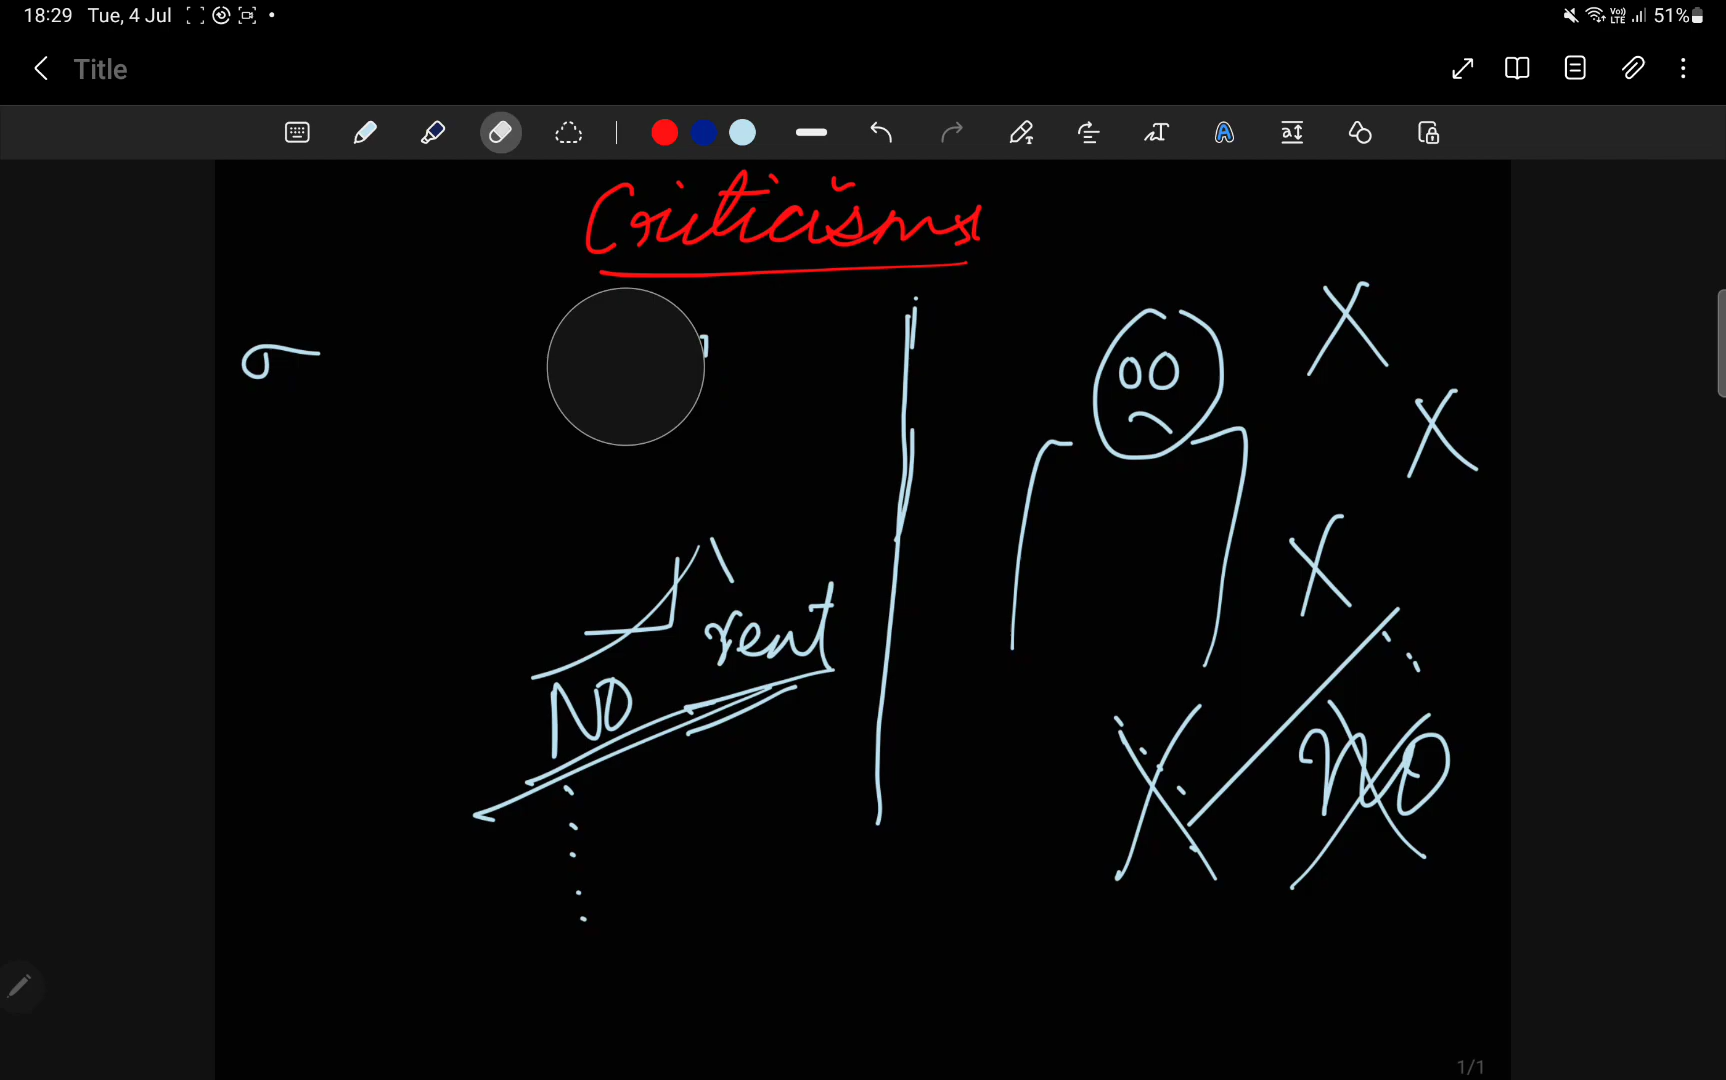 18:29 Tue, 4 Jul 51%
Title
Criticisms
rent
NO
NO
1/1